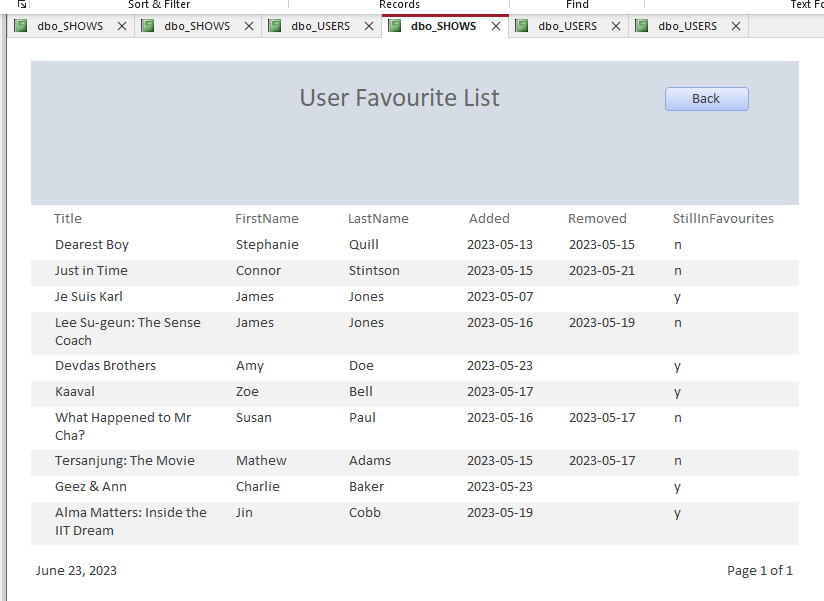 Sort & Filter Records Find Text Fo
dbo_SHOWS dbo_SHOWS dbo_USERS dbo_SHOWS dbo_USERS dbo_USERS
User Favourite List
Back
Title FirstName LastName Added Removed StillInFavourites
Dearest Boy Stephanie Quill 2023-05-13 2023-05-15 n
Just in Time Connor Stintson 2023-05-15 2023-05-21 n
Je Suis Karl James Jones 2023-05-07 y
Lee Su-geun: The Sense James Jones 2023-05-16 2023-05-19 n
Coach
Devdas Brothers Amy Doe 2023-05-23 y
Kaaval Zoe Bell 2023-05-17 y
What Happened to Mr Susan Paul 2023-05-16 2023-05-17 n
Cha?
Tersanjung: The Movie Mathew Adams 2023-05-15 2023-05-17 n
Geez & Ann Charlie Baker 2023-05-23 y
Alma Matters: Inside the Jin Cobb 2023-05-19 y
IIT Dream
June 23, 2023 Page 1 of 1